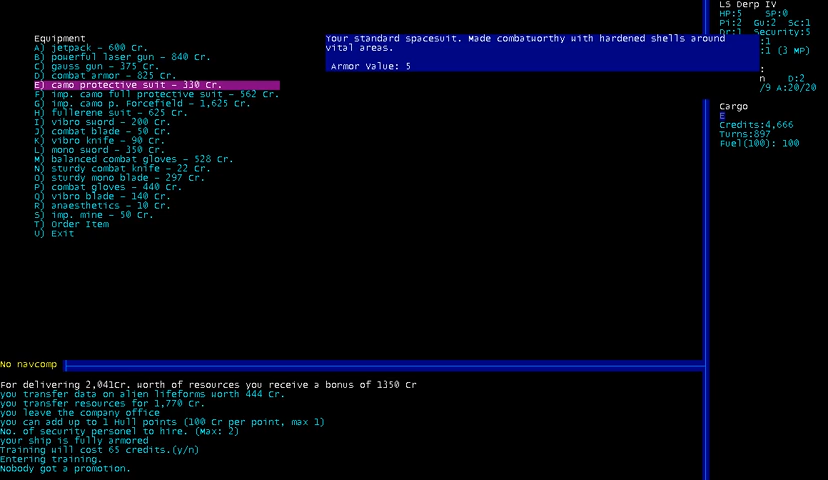 Equipment
A) jetpack - 600 Cr.
B) powerful laser gun - 840 Cr.
C) gauss gun - 375 Cr.
D) combat armor - 825 Cr.
E) camo protective suit - 330 Cr.
F) imp. camo full protective suit - 562 Cr.
G) imp. camo p. Forcefield - 1,625 Cr.
H) fullerene suit - 625 Cr.
I) vibro sword - 200 Cr.
J) combat blade - 50 Cr.
K) vibro knife - 90 Cr.
L) mono sword - 350 Cr.
M) balanced combat gloves - 528 Cr.
N) sturdy combat knife - 22 Cr.
O) sturdy mono blade - 297 Cr.
P) combat gloves - 440 Cr.
Q) vibro blade - 140 Cr.
R) anaesthetics - 10 Cr.
S) imp. mine - 50 Cr.
T) Order Item
U) Exit
Your standard spacesuit. Made combatworthy with hardened shells around
vital areas.
Armor Value: 5
LS Derp IV
HP:5 SP:0
Pi:2 Gu:2 Sc:1
Dr:1 Security:5
:1
:1 (3 MP)
:
n D:2
/9 A:20/20
Cargo
E
Credits:4,666
Turns:897
Fuel(100): 100
No navcomp
For delivering 2,041Cr. worth of resources you receive a bonus of 1350 Cr
you transfer data on alien lifeforms worth 444 Cr.
you transfer resources for 1,770 Cr.
you leave the company office
you can add up to 1 Hull points (100 Cr per point, max 1)
No. of security personel to hire. (Max: 2)
your ship is fully armored
Training will cost 65 credits.(y/n)
Entering training.
Nobody got a promotion.